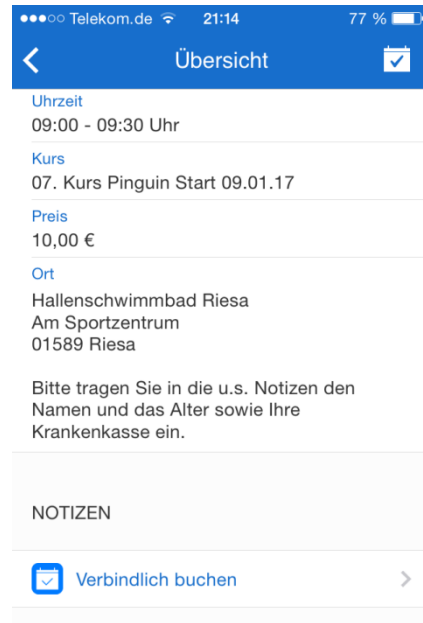 Telekom.de 21:14 77 %
Übersicht
Uhrzeit
09:00 - 09:30 Uhr
Kurs
07. Kurs Pinguin Start 09.01.17
Preis
10,00 €
Ort
Hallenschwimmbad Riesa
Am Sportzentrum
01589 Riesa
Bitte tragen Sie in die u.s. Notizen den
Namen und das Alter sowie Ihre
Krankenkasse ein.
NOTIZEN
Verbindlich buchen